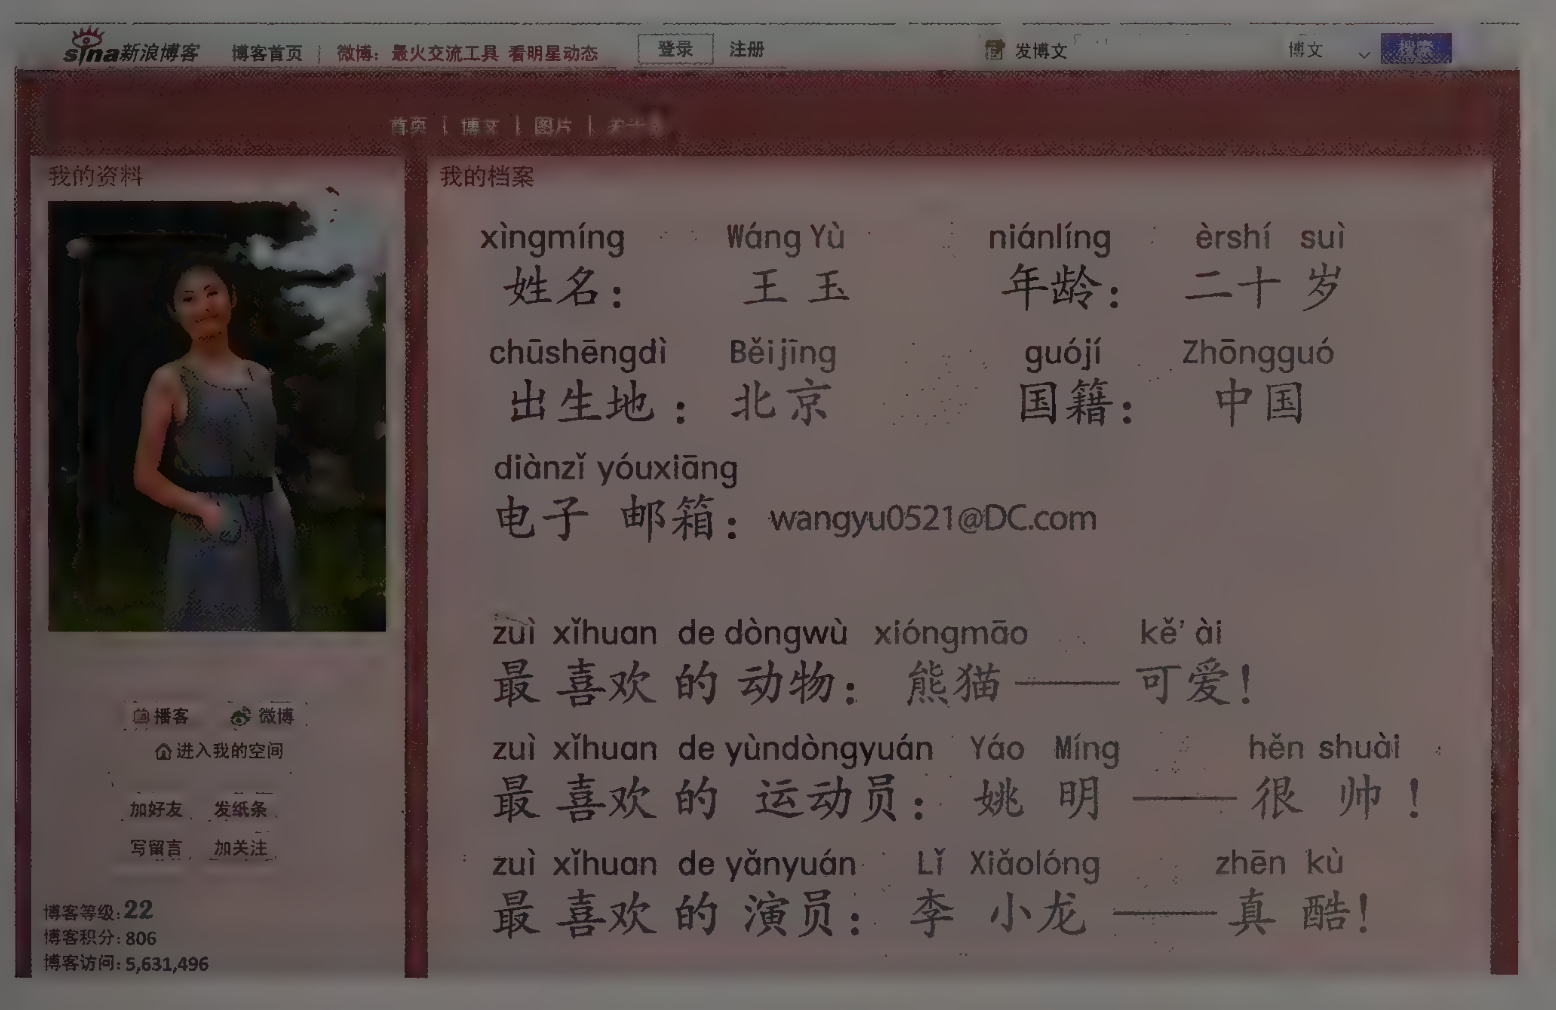 sina新浪博客 博客首页 | 微博：最火交流工具 看明星动态 登录 注册 发博文 博文 搜索
首页 | 博文 | 图片 |
我的资料
播客 微博
进入我的空间
加好友 发纸条
写留言 加关注
博客等级:22
博客积分:806
博客访问:5,631,496
我的档案
xìngmíng Wáng Yù niánlíng èrshí suì
姓名： 王玉 年龄： 二十 岁
chūshēngdì Běijīng guójí Zhōngguó
出生地： 北京 国籍： 中国
diànzǐ yóuxiāng
电子 邮箱：wangyu0521@DC.com
zuì xǐhuan de dòngwù xióngmāo kě'ài
最 喜欢 的 动物： 熊猫——可爱！
zuì xǐhuan de yùndòngyuán Yáo Míng hěn shuài
最 喜欢 的 运动员： 姚 明 ——很 帅！
zuì xǐhuan de yǎnyuán Lǐ Xiǎolóng zhēn kù
最 喜欢 的 演员： 李 小龙 ——真 酷！